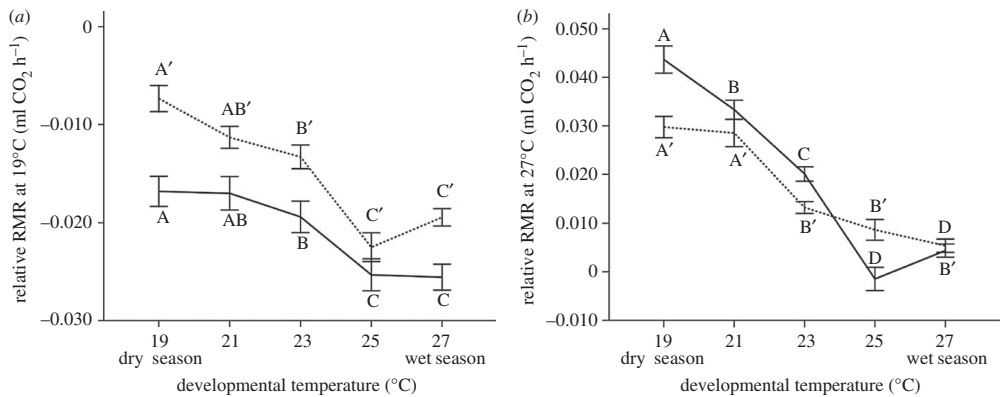 (a)
0
–0.010
–0.020
–0.030
relative RMR at 19°C (ml CO₂ h⁻¹)
A′
AB′
B′
C′
C′
A
AB
B
C
C
19 21 23 25 27
dry season wet season
developmental temperature (°C)
(b)
0.050
0.040
0.030
0.020
0.010
0
–0.010
relative RMR at 27°C (ml CO₂ h⁻¹)
A
B
C
D
D
A′
A′
B′
B′
B′
19 21 23 25 27
dry season wet season
developmental temperature (°C)